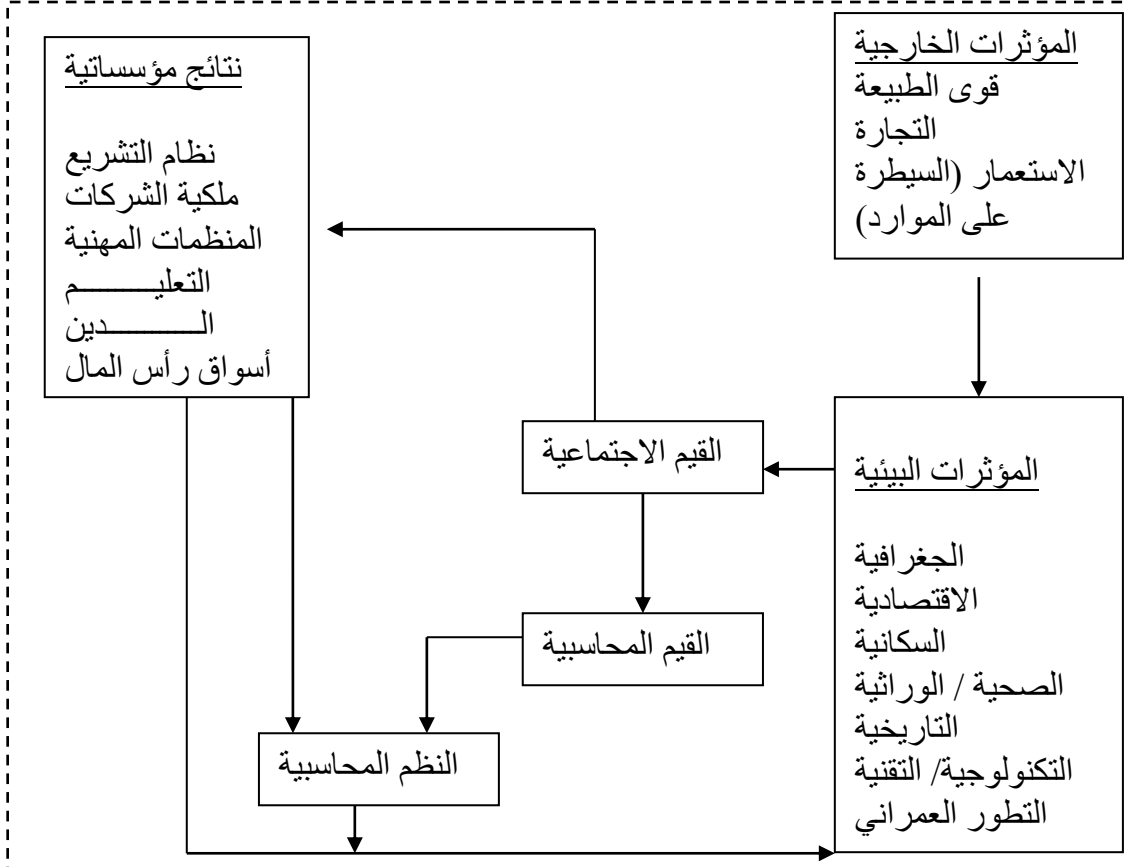 المؤثرات الخارجية
قوى الطبيعة
التجارة
الاستعمار (السيطرة
على الموارد)
نتائج مؤسساتية
نظام التشريع
ملكية الشركات
المنظمات المهنية
التعليـــــــــــم
الـــــــــــدين
أسواق رأس المال
القيم الاجتماعية
المؤثرات البيئية
الجغرافية
الاقتصادية
السكانية
الصحية / الوراثية
التاريخية
التكنولوجية/ التقنية
التطور العمراني
القيم المحاسبية
النظم المحاسبية